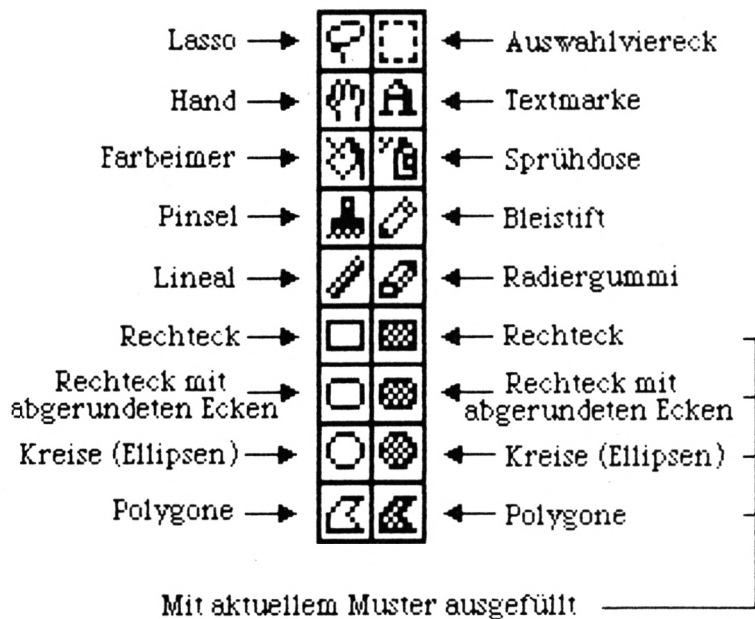 Lasso
Auswahlviereck
Hand
Textmarke
Farbeimer
Sprühdose
Pinsel
Bleistift
Lineal
Radiergummi
Rechteck
Rechteck
Rechteck mit
abgerundeten Ecken
Rechteck mit
abgerundeten Ecken
Kreise (Ellipsen)
Kreise (Ellipsen)
Polygone
Polygone
Mit aktuellem Muster ausgefüllt